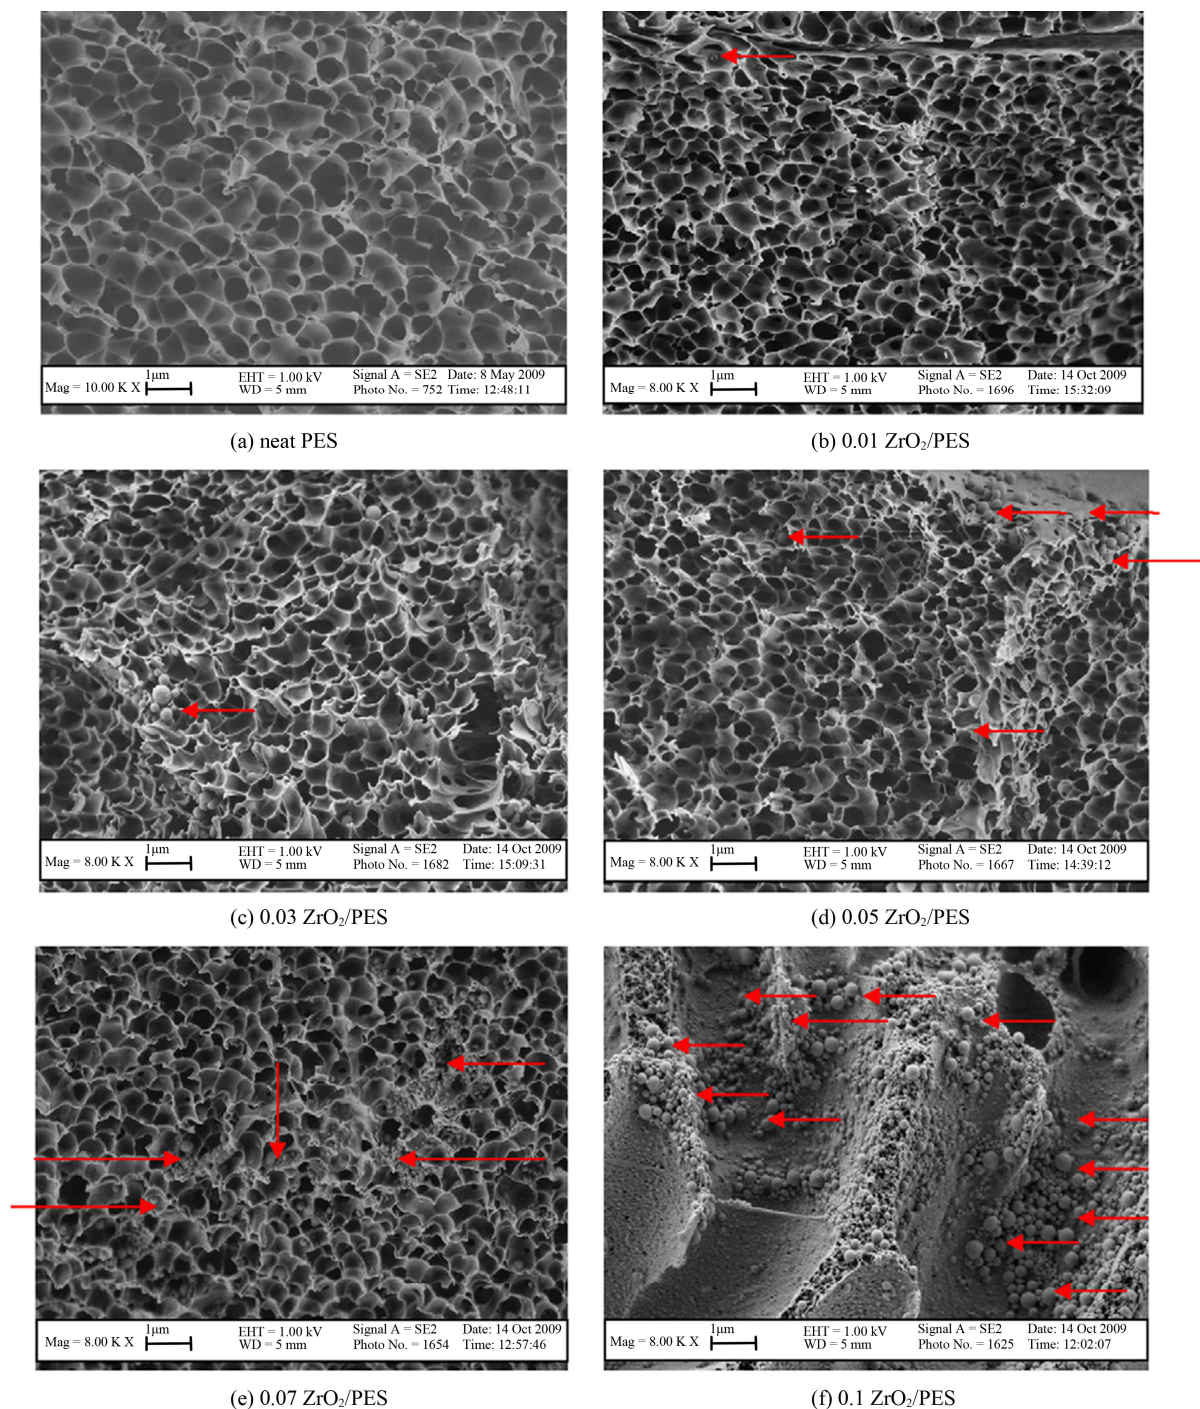 1μm
Mag = 10.00 K X
EHT = 1.00 kV
WD = 5 mm
Signal A = SE2 Date: 8 May 2009
Photo No. = 752 Time: 12:48:11
1μm
Mag = 8.00 K X
EHT = 1.00 kV
WD = 5 mm
Signal A = SE2 Date: 14 Oct 2009
Photo No. = 1696 Time: 15:32:09
(a) neat PES
(b) 0.01 ZrO₂/PES
1μm
Mag = 8.00 K X
EHT = 1.00 kV
WD = 5 mm
Signal A = SE2 Date: 14 Oct 2009
Photo No. = 1682 Time: 15:09:31
1μm
Mag = 8.00 K X
EHT = 1.00 kV
WD = 5 mm
Signal A = SE2 Date: 14 Oct 2009
Photo No. = 1667 Time: 14:39:12
(c) 0.03 ZrO₂/PES
(d) 0.05 ZrO₂/PES
1μm
Mag = 8.00 K X
EHT = 1.00 kV
WD = 5 mm
Signal A = SE2 Date: 14 Oct 2009
Photo No. = 1654 Time: 12:57:46
1μm
Mag = 8.00 K X
EHT = 1.00 kV
WD = 5 mm
Signal A = SE2 Date: 14 Oct 2009
Photo No. = 1625 Time: 12:02:07
(e) 0.07 ZrO₂/PES
(f) 0.1 ZrO₂/PES